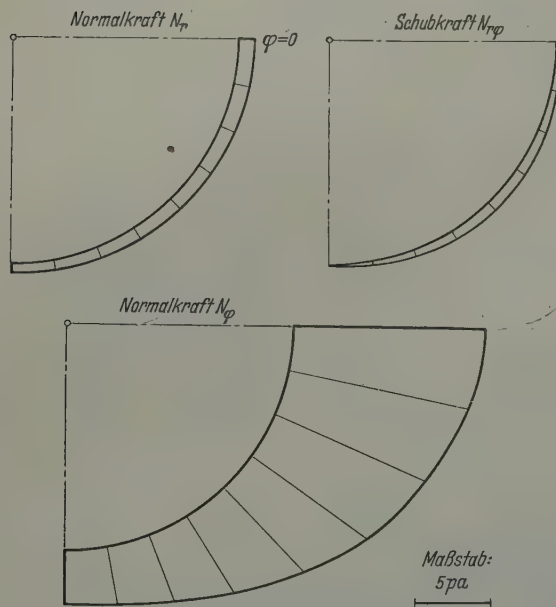 Normalkraft Nr
φ=0
Schubkraft Nrφ
Normalkraft Nφ
Maßstab:
5pa